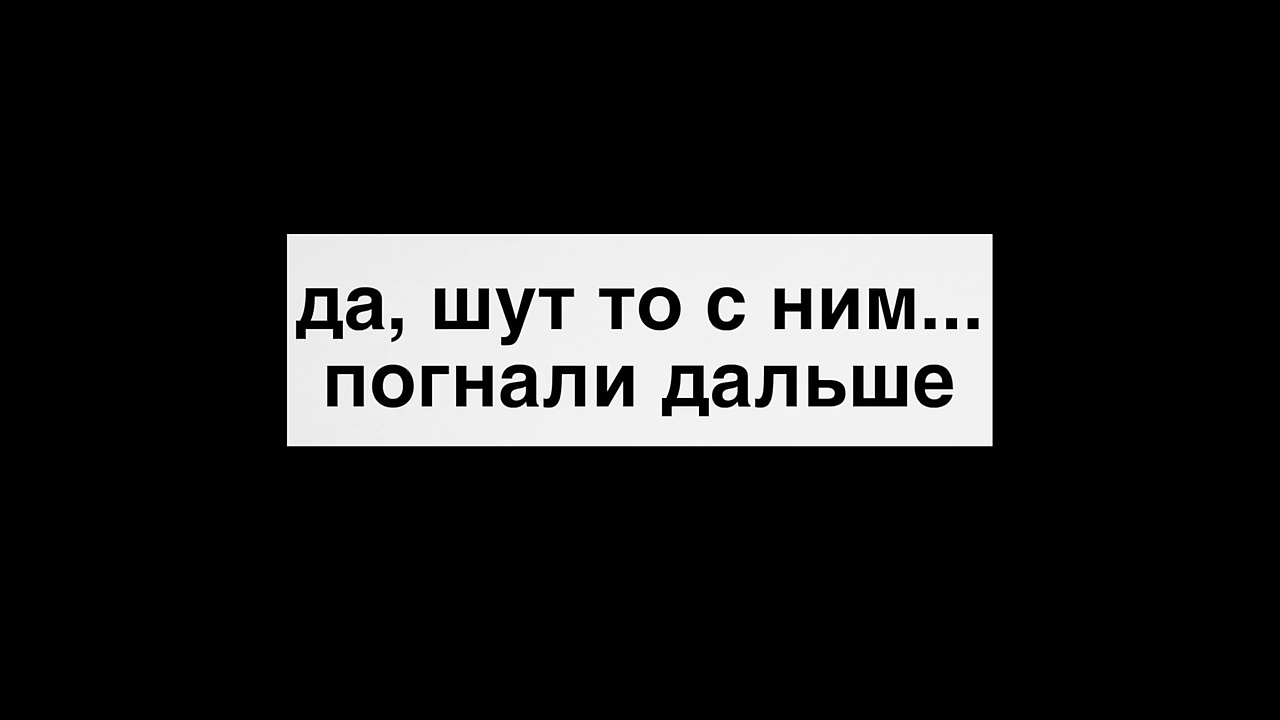 да, шут то с ним...
погнали дальше